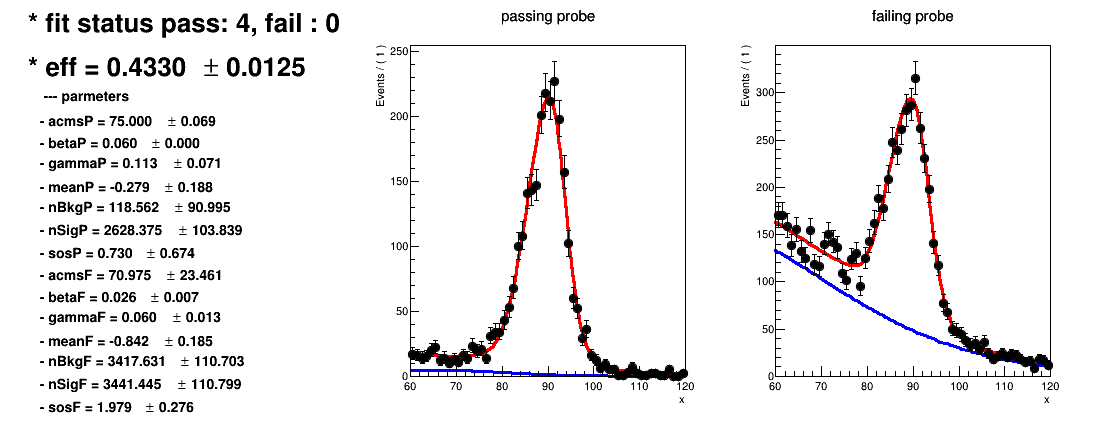 * fit status pass: 4, fail : 0
* eff = 0.4330 ± 0.0125
--- parmeters
- acmsP = 75.000 ± 0.069
- betaP = 0.060 ± 0.000
- gammaP = 0.113 ± 0.071
- meanP = -0.279 ± 0.188
- nBkgP = 118.562 ± 90.995
- nSigP = 2628.375 ± 103.839
- sosP = 0.730 ± 0.674
- acmsF = 70.975 ± 23.461
- betaF = 0.026 ± 0.007
- gammaF = 0.060 ± 0.013
- meanF = -0.842 ± 0.185
- nBkgF = 3417.631 ± 110.703
- nSigF = 3441.445 ± 110.799
- sosF = 1.979 ± 0.276
passing probe
Events / ( 1 )
250
200
150
100
50
0
60 70 80 90 100 110 120
x
failing probe
Events / ( 1 )
300
250
200
150
100
50
0
60 70 80 90 100 110 120
x